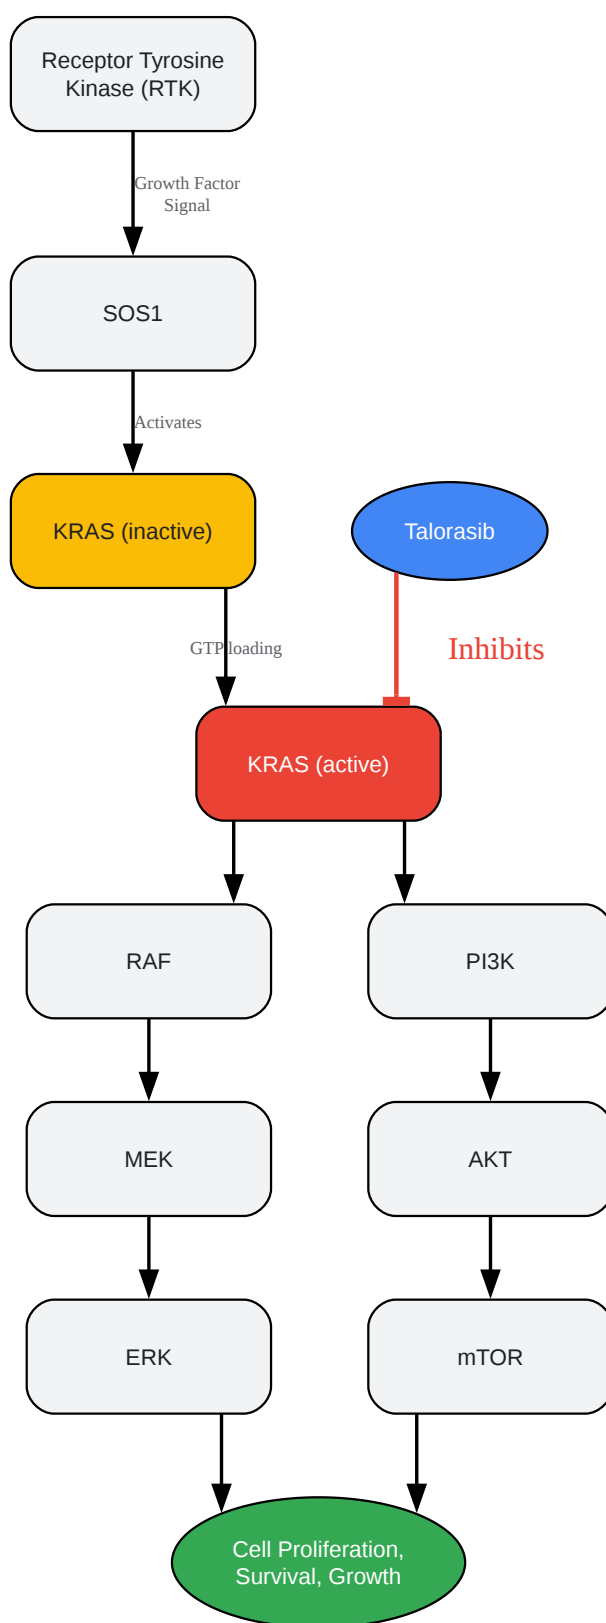 Receptor Tyrosine
Kinase (RTK)
Growth Factor
Signal
SOS1
Activates
KRAS (inactive)
Talorasib
GTP loading
Inhibits
KRAS (active)
RAF
PI3K
MEK
AKT
ERK
mTOR
Cell Proliferation,
Survival, Growth